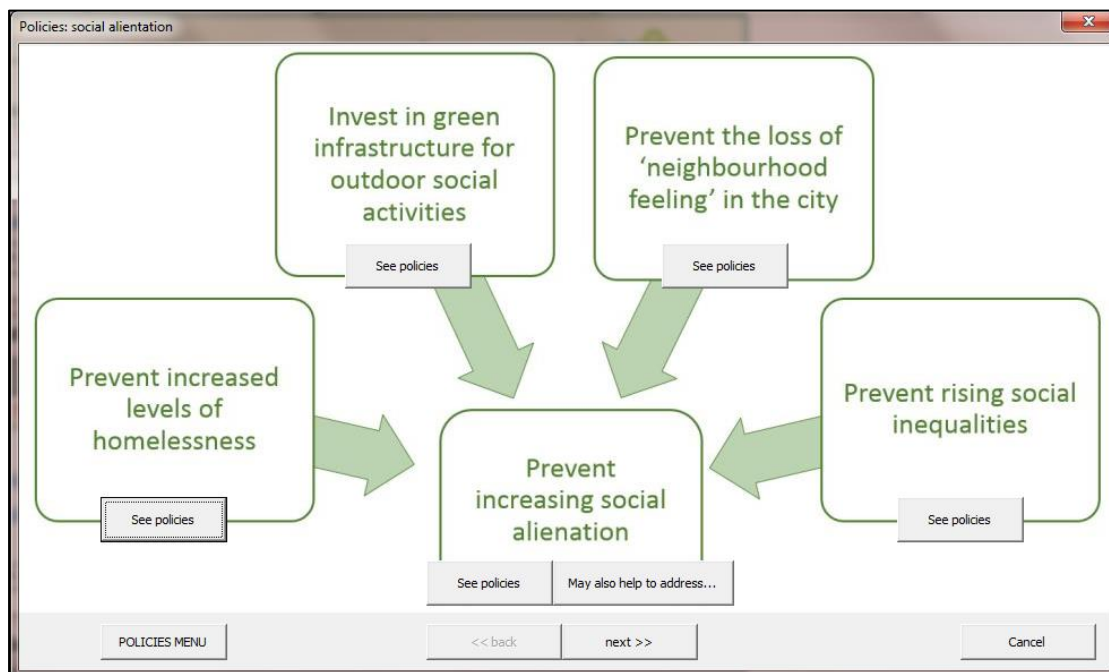 Policies: social alientation
Invest in green
infrastructure for
outdoor social
activities
See policies
Prevent the loss of
‘neighbourhood
feeling’ in the city
See policies
Prevent increased
levels of
homelessness
See policies
Prevent rising social
inequalities
See policies
Prevent
increasing social
alienation
See policies
May also help to address...
POLICIES MENU
<< back
next >>
Cancel